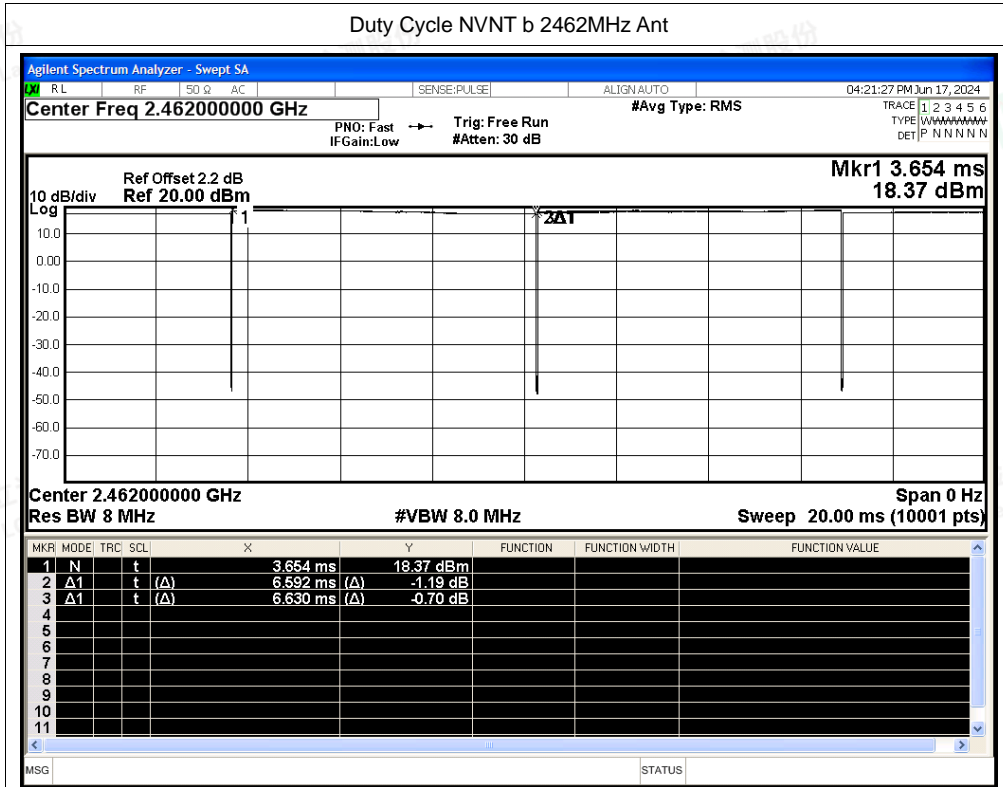 Duty Cycle NVNT b 2462MHz Ant
Agilent Spectrum Analyzer - Swept SA
LXI RL RF 50 Ω AC SENSE:PULSE ALIGN AUTO 04:21:27 PM Jun 17, 2024
Center Freq 2.462000000 GHz #Avg Type: RMS TRACE 1 2 3 4 5 6
PNO: Fast Trig: Free Run TYPE WWWWWW
IFGain:Low #Atten: 30 dB DET P N N N N N
Mkr1 3.654 ms
18.37 dBm
Ref Offset 2.2 dB
10 dB/div Ref 20.00 dBm
Log
1 2Δ1
10.0
0.00
-10.0
-20.0
-30.0
-40.0
-50.0
-60.0
-70.0
Center 2.462000000 GHz Span 0 Hz
Res BW 8 MHz #VBW 8.0 MHz Sweep 20.00 ms (10001 pts)
MKR MODE TRC SCL X Y FUNCTION FUNCTION WIDTH FUNCTION VALUE
1 N t 3.654 ms 18.37 dBm
2 Δ1 t (Δ) 6.592 ms (Δ) -1.19 dB
3 Δ1 t (Δ) 6.630 ms (Δ) -0.70 dB
4
5
6
7
8
9
10
11
MSG STATUS